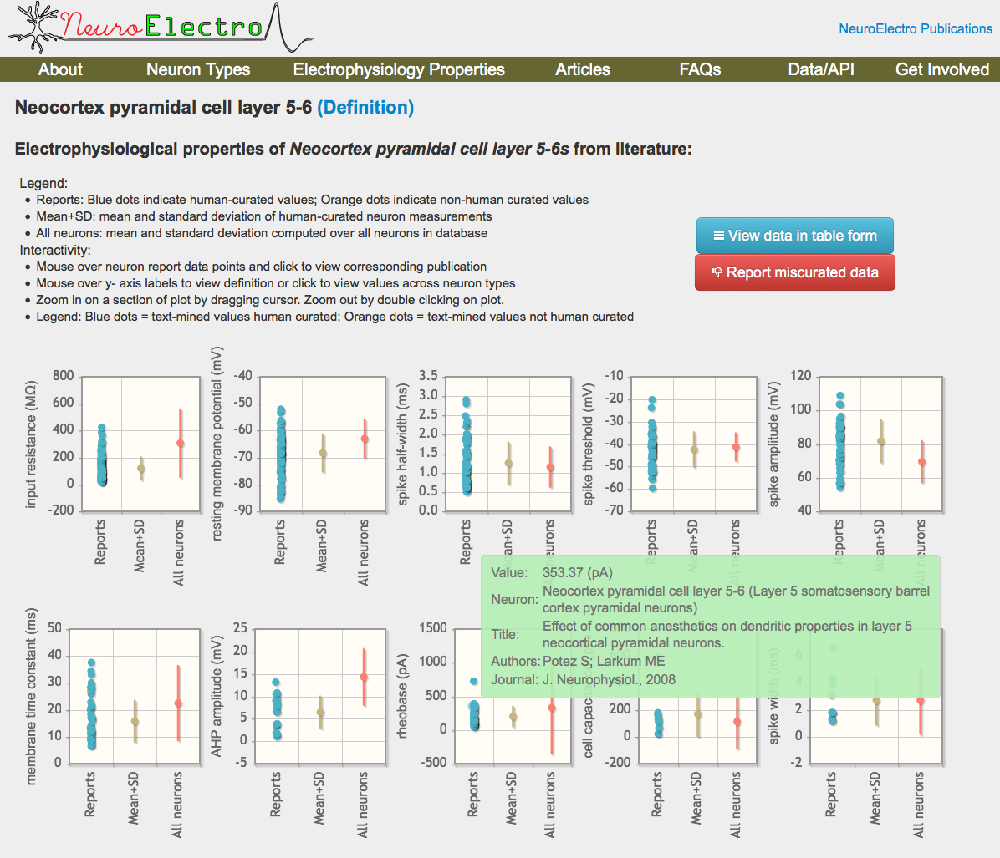 NeuroElectro
NeuroElectro Publications
About Neuron Types Electrophysiology Properties Articles FAQs Data/API Get Involved
Neocortex pyramidal cell layer 5-6 (Definition)
Electrophysiological properties of Neocortex pyramidal cell layer 5-6s from literature:
Legend:
• Reports: Blue dots indicate human-curated values; Orange dots indicate non-human curated values
• Mean+SD: mean and standard deviation of human-curated neuron measurements
• All neurons: mean and standard deviation computed over all neurons in database
Interactivity:
• Mouse over neuron report data points and click to view corresponding publication
• Mouse over y- axis labels to view definition or click to view values across neuron types
• Zoom in on a section of plot by dragging cursor. Zoom out by double clicking on plot.
• Legend: Blue dots = text-mined values human curated; Orange dots = text-mined values not human curated
View data in table form
Report miscurated data
input resistance (MΩ)
800
600
400
200
0
-200
Reports
Mean+SD
All neurons
resting membrane potential (mV)
-40
-50
-60
-70
-80
-90
Reports
Mean+SD
All neurons
spike half-width (ms)
3.5
3.0
2.5
2.0
1.5
1.0
0.5
0.0
Reports
Mean+SD
All neurons
spike threshold (mV)
-10
-20
-30
-40
-50
-60
-70
Reports
Mean+SD
All neurons
spike amplitude (mV)
120
100
80
60
40
Reports
Mean+SD
All neurons
Value: 353.37 (pA)
Neuron: Neocortex pyramidal cell layer 5-6 (Layer 5 somatosensory barrel
cortex pyramidal neurons)
Title: Effect of common anesthetics on dendritic properties in layer 5
neocortical pyramidal neurons.
Authors: Potez S; Larkum ME
Journal: J. Neurophysiol., 2008
membrane time constant (ms)
50
40
30
20
10
0
Reports
Mean+SD
All neurons
AHP amplitude (mV)
25
20
15
10
5
0
-5
Reports
Mean+SD
All neurons
rheobase (pA)
1500
1000
500
0
-500
Reports
Mean+SD
All neurons
cell capacitance
200
0
-200
Reports
Mean+SD
All neurons
spike width (ms)
6
4
2
0
-2
Reports
Mean+SD
All neurons